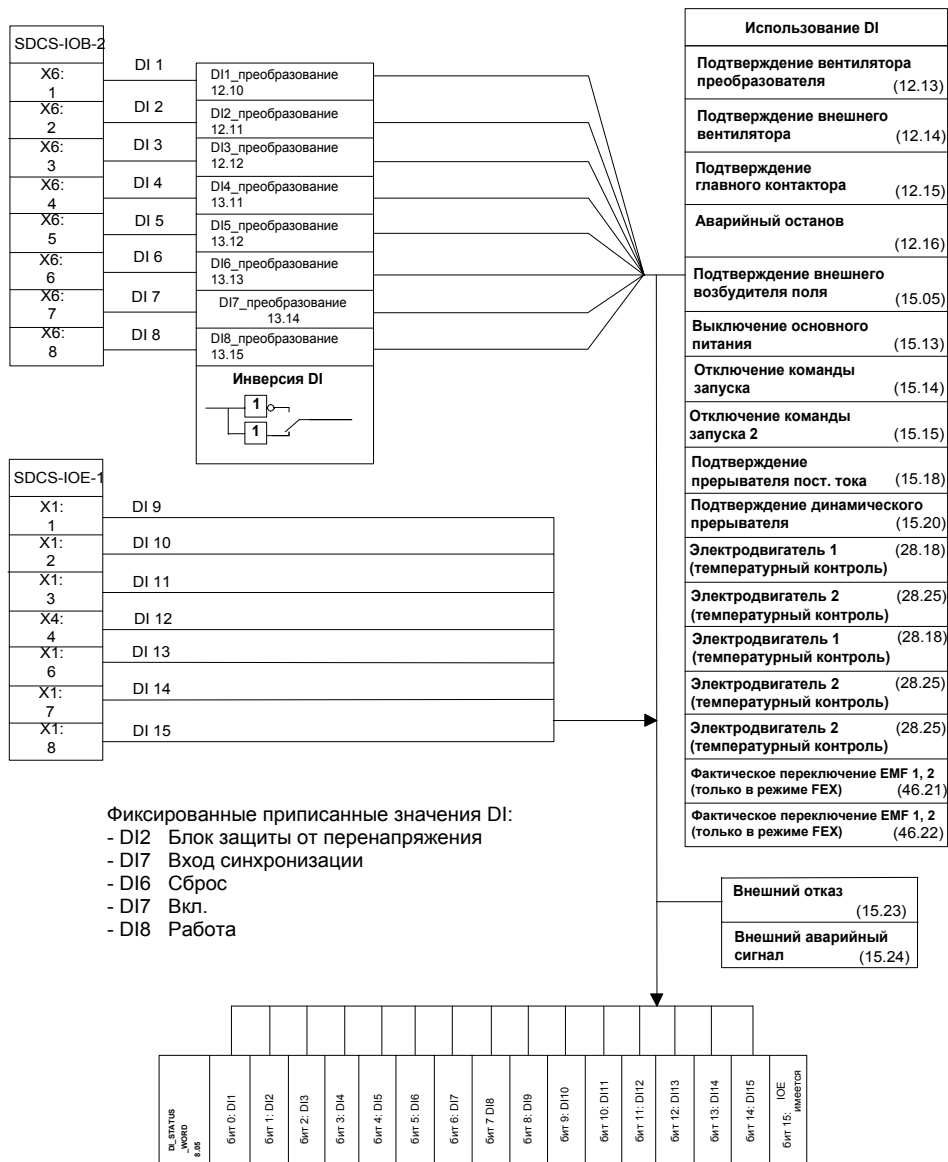 SDCS-IOB-2
X6:
1
X6:
2
X6:
3
X6:
4
X6:
5
X6:
6
X6:
7
X6:
8
DI 1
DI 2
DI 3
DI 4
DI 5
DI 6
DI 7
DI 8
DI1_преобразование
12.10
DI2_преобразование
12.11
DI3_преобразование
12.12
DI4_преобразование
13.11
DI5_преобразование
13.12
DI6_преобразование
13.13
DI7_преобразование
13.14
DI8_преобразование
13.15
Инверсия DI
1
1
Использование DI
Подтверждение вентилятора
преобразователя (12.13)
Подтверждение внешнего
вентилятора (12.14)
Подтверждение
главного контактора (12.15)
Аварийный останов
(12.16)
Подтверждение внешнего
возбудителя поля (15.05)
Выключение основного
питания (15.13)
Отключение команды
запуска (15.14)
Отключение команды
запуска 2 (15.15)
Подтверждение
прерывателя пост. тока (15.18)
Подтверждение динамического
прерывателя (15.20)
Электродвигатель 1 (28.18)
(температурный контроль)
Электродвигатель 2 (28.25)
(температурный контроль)
Электродвигатель 1 (28.18)
(температурный контроль)
Электродвигатель 2 (28.25)
(температурный контроль)
Электродвигатель 2 (28.25)
(температурный контроль)
Фактическое переключение EMF 1, 2
(только в режиме FEX) (46.21)
Фактическое переключение EMF 1, 2
(только в режиме FEX) (46.22)
SDCS-IOE-1
X1:
1
X1:
2
X1:
3
X4:
4
X1:
6
X1:
7
X1:
8
DI 9
DI 10
DI 11
DI 12
DI 13
DI 14
DI 15
Фиксированные приписанные значения DI:
- DI2 Блок защиты от перенапряжения
- DI7 Вход синхронизации
- DI6 Сброс
- DI7 Вкл.
- DI8 Работа
Внешний отказ
(15.23)
Внешний аварийный
сигнал (15.24)
DI_STATUS
_WORD
8.05
бит 0: DI1
бит 1: DI2
бит 2: DI3
бит 3: DI4
бит 4: DI5
бит 5: DI6
бит 6: DI7
бит 7 DI8
бит 8: DI9
бит 9: DI10
бит 10: DI11
бит 11: DI12
бит 12: DI13
бит 13: DI14
бит 14: DI15
бит 15: IOE
имеется